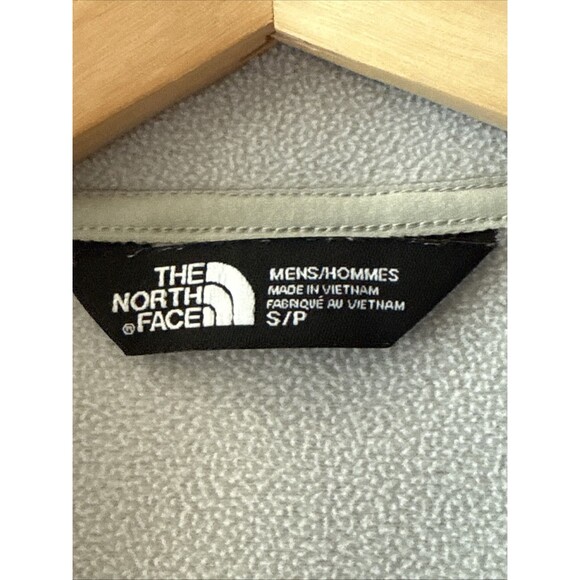 THE
NORTH
® FACE
MENS/HOMMES
MADE IN VIETNAM
FABRIQUÉ AU VIETNAM
S/P